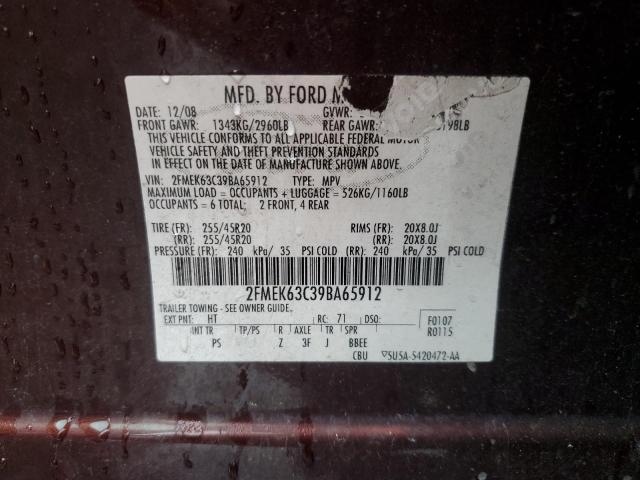 MFD. BY FORD M
VOID
DATE: 12/08 GVWR:
FRONT GAWR: 1343KG/2960LB REAR GAWR: 198LB
THIS VEHICLE CONFORMS TO ALL APPLICABLE FEDERAL MOTOR
VEHICLE SAFETY AND THEFT PREVENTION STANDARDS
IN EFFECT ON THE DATE OF MANUFACTURE SHOWN
VIN: 2FMEK63C39BA65912 TYPE: MPV
MAXIMUM LOAD = OCCUPANTS + LUGGAGE = 526KG/1160LB
OCCUPANTS = 6 TOTAL: 2 FRONT, 4 REAR
TIRE (FR): 255/45R20 RIMS (FR): 20X8.0J
(RR): 255/45R20 (RR): 20X8.0J
PRESSURE (FR): 240 kPa/ 35 PSI COLD (RR): 240 kPa/ 35 PSI COLD
2FMEK63C39BA65912
TRAILER TOWING - SEE OWNER GUIDE.
EXT PNT: HT RC: 71 DSO: F0107
R0115
INT TR TP/PS R AXLE TR SPR
PS Z 3F J BBEE
CBU 5U5A-5420472-AA